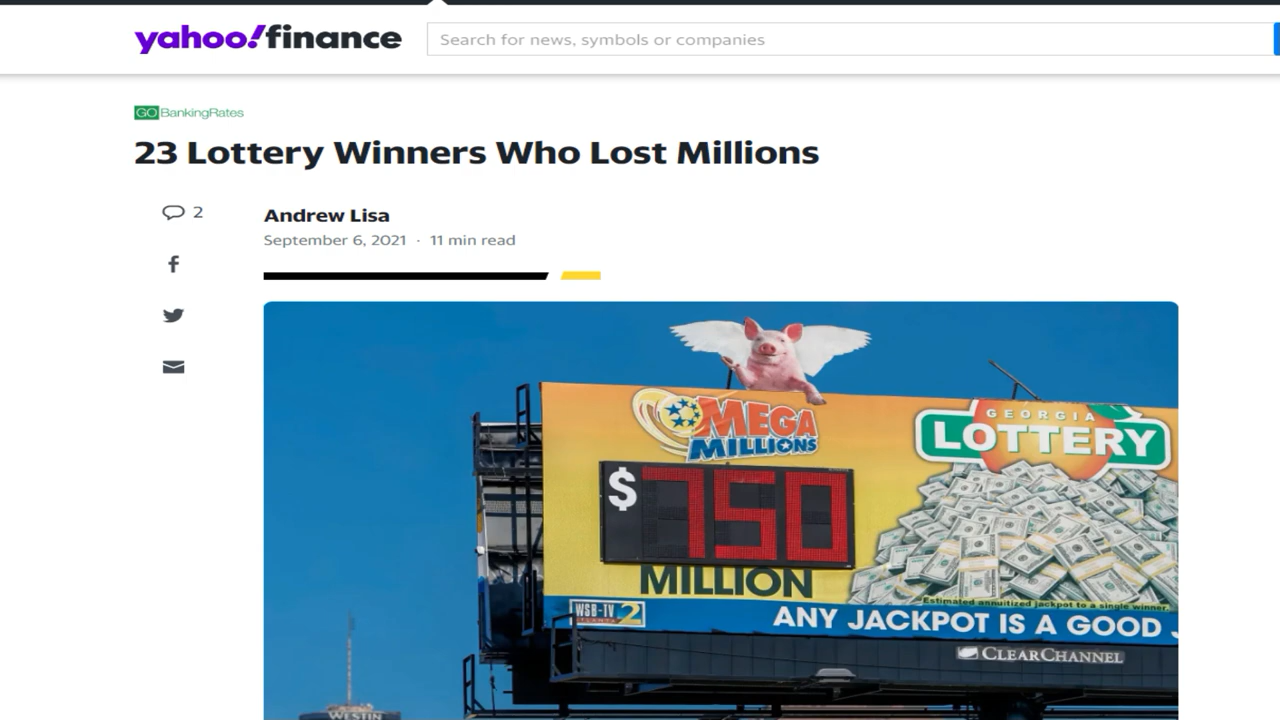 yahoo!finance
Search for news, symbols or companies
GOBankingRates
23 Lottery Winners Who Lost Millions
2
Andrew Lisa
September 6, 2021 · 11 min read
MEGA
MILLIONS
GEORGIA
LOTTERY
$750
MILLION
Estimated annuitized jackpot to a single winner.
WSB-TV 2
ATLANTA
ANY JACKPOT IS A GOOD
CLEARCHANNEL
WESTIN